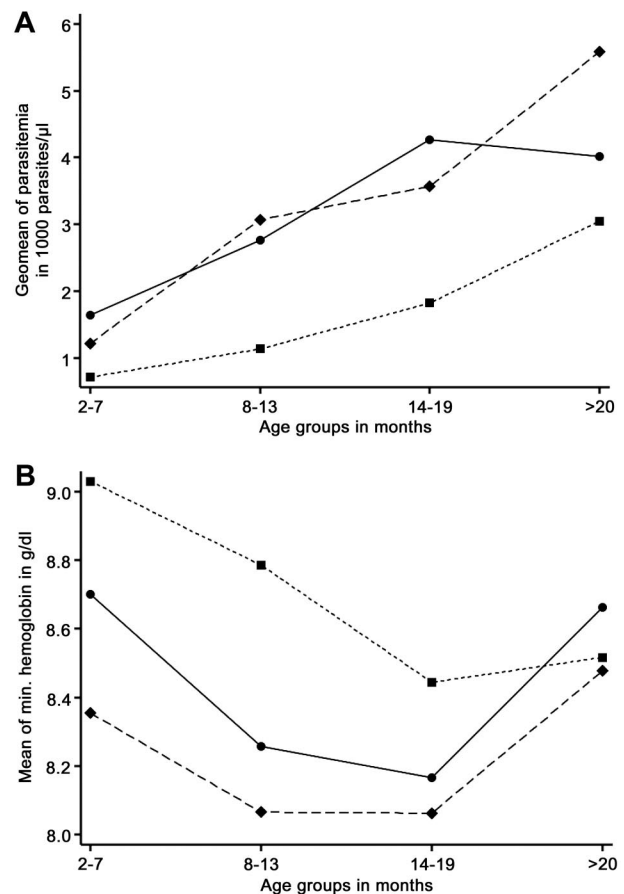 A
Geomean of parasitemia
in 1000 parasites/µl
6
5
4
3
2
1
2-7 8-13 14-19 >20
Age groups in months
B
Mean of min. hemoglobin in g/dl
9.0
8.8
8.6
8.4
8.2
8.0
2-7 8-13 14-19 >20
Age groups in months